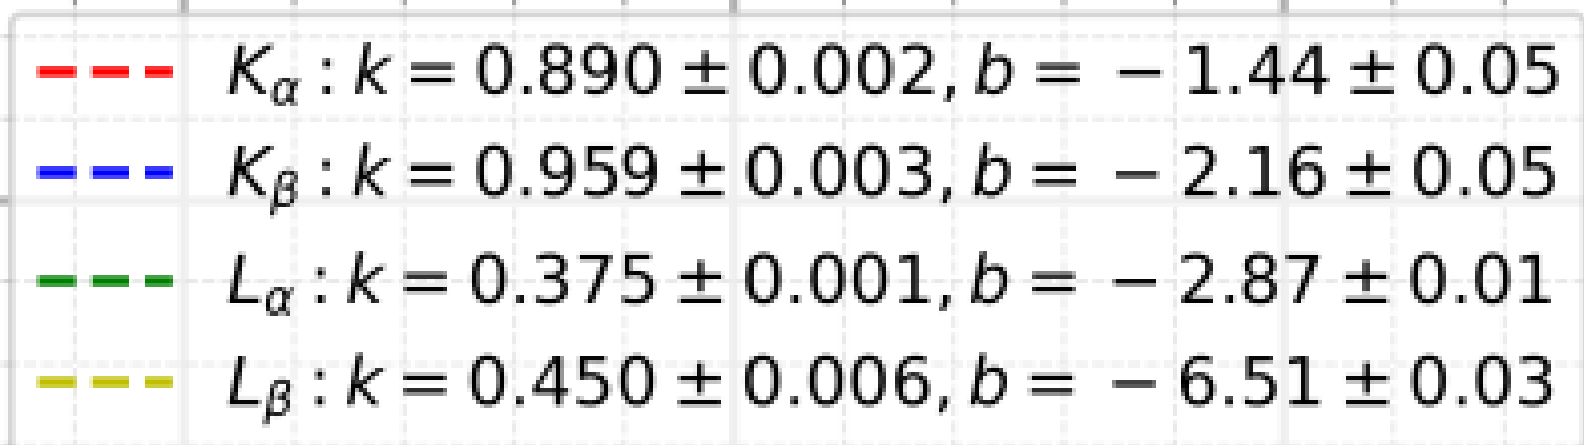 Kα : k = 0.890 ± 0.002, b = −1.44 ± 0.05
Kβ : k = 0.959 ± 0.003, b = −2.16 ± 0.05
Lα : k = 0.375 ± 0.001, b = −2.87 ± 0.01
Lβ : k = 0.450 ± 0.006, b = −6.51 ± 0.03